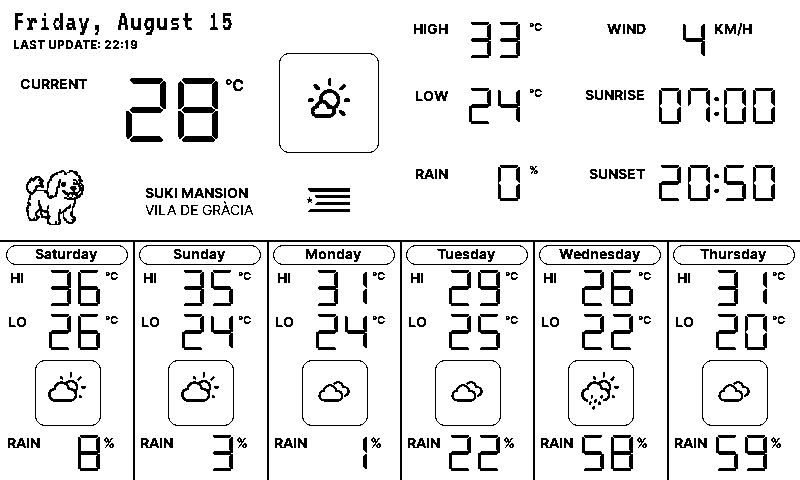 Friday, August 15
LAST UPDATE: 22:19
CURRENT 28 °C
HIGH 33 °C
WIND 4 KM/H
LOW 24 °C
SUNRISE 07:00
RAIN 0 %
SUNSET 20:50
SUKI MANSION
VILA DE GRÀCIA
Saturday
HI 36 °C
LO 26 °C
RAIN 8 %
Sunday
HI 35 °C
LO 24 °C
RAIN 3 %
Monday
HI 31 °C
LO 24 °C
RAIN 1 %
Tuesday
HI 29 °C
LO 25 °C
RAIN 22 %
Wednesday
HI 26 °C
LO 22 °C
RAIN 58 %
Thursday
HI 31 °C
LO 20 °C
RAIN 59 %